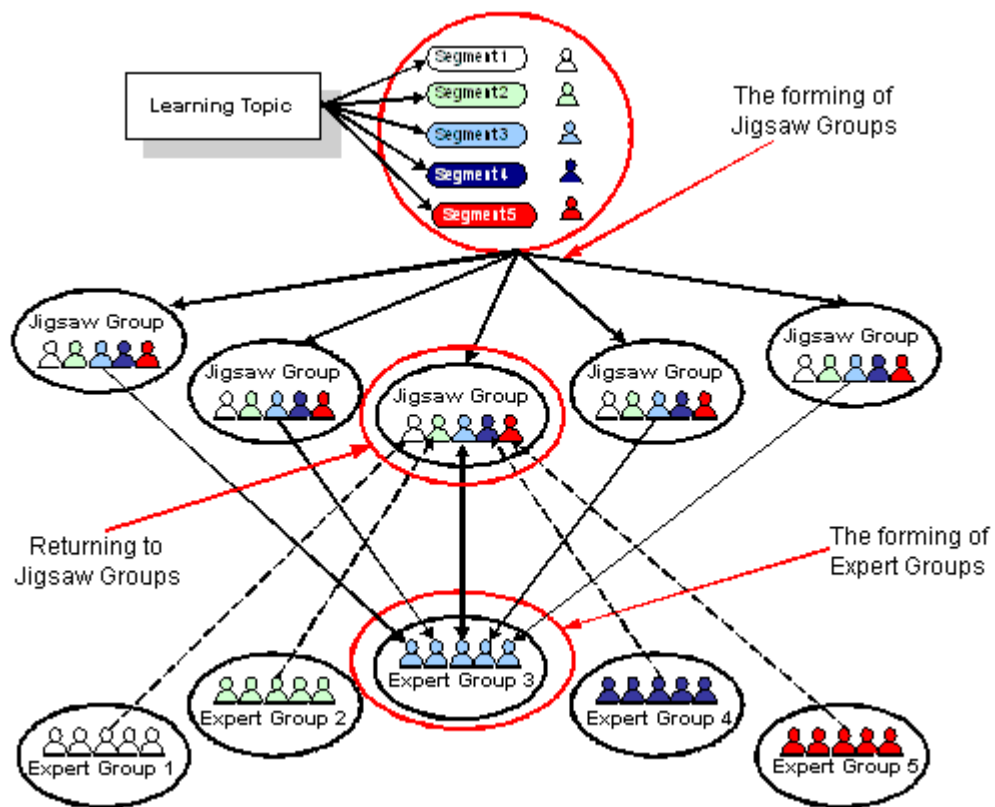 Segment1
Segment2
Segment3
Segment4
Segment5
Learning Topic
The forming of
Jigsaw Groups
Jigsaw Group
Jigsaw Group
Jigsaw Group
Jigsaw Group
Jigsaw Group
Returning to
Jigsaw Groups
The forming of
Expert Groups
Expert Group 1
Expert Group 2
Expert Group 3
Expert Group 4
Expert Group 5